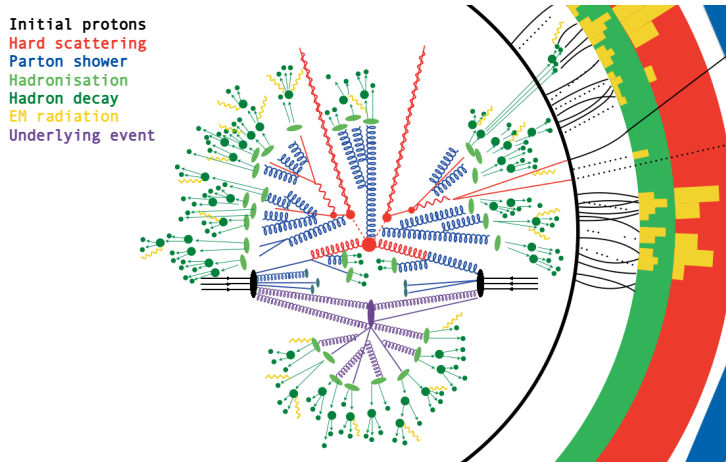 Initial protons
Hard scattering
Parton shower
Hadronisation
Hadron decay
EM radiation
Underlying event